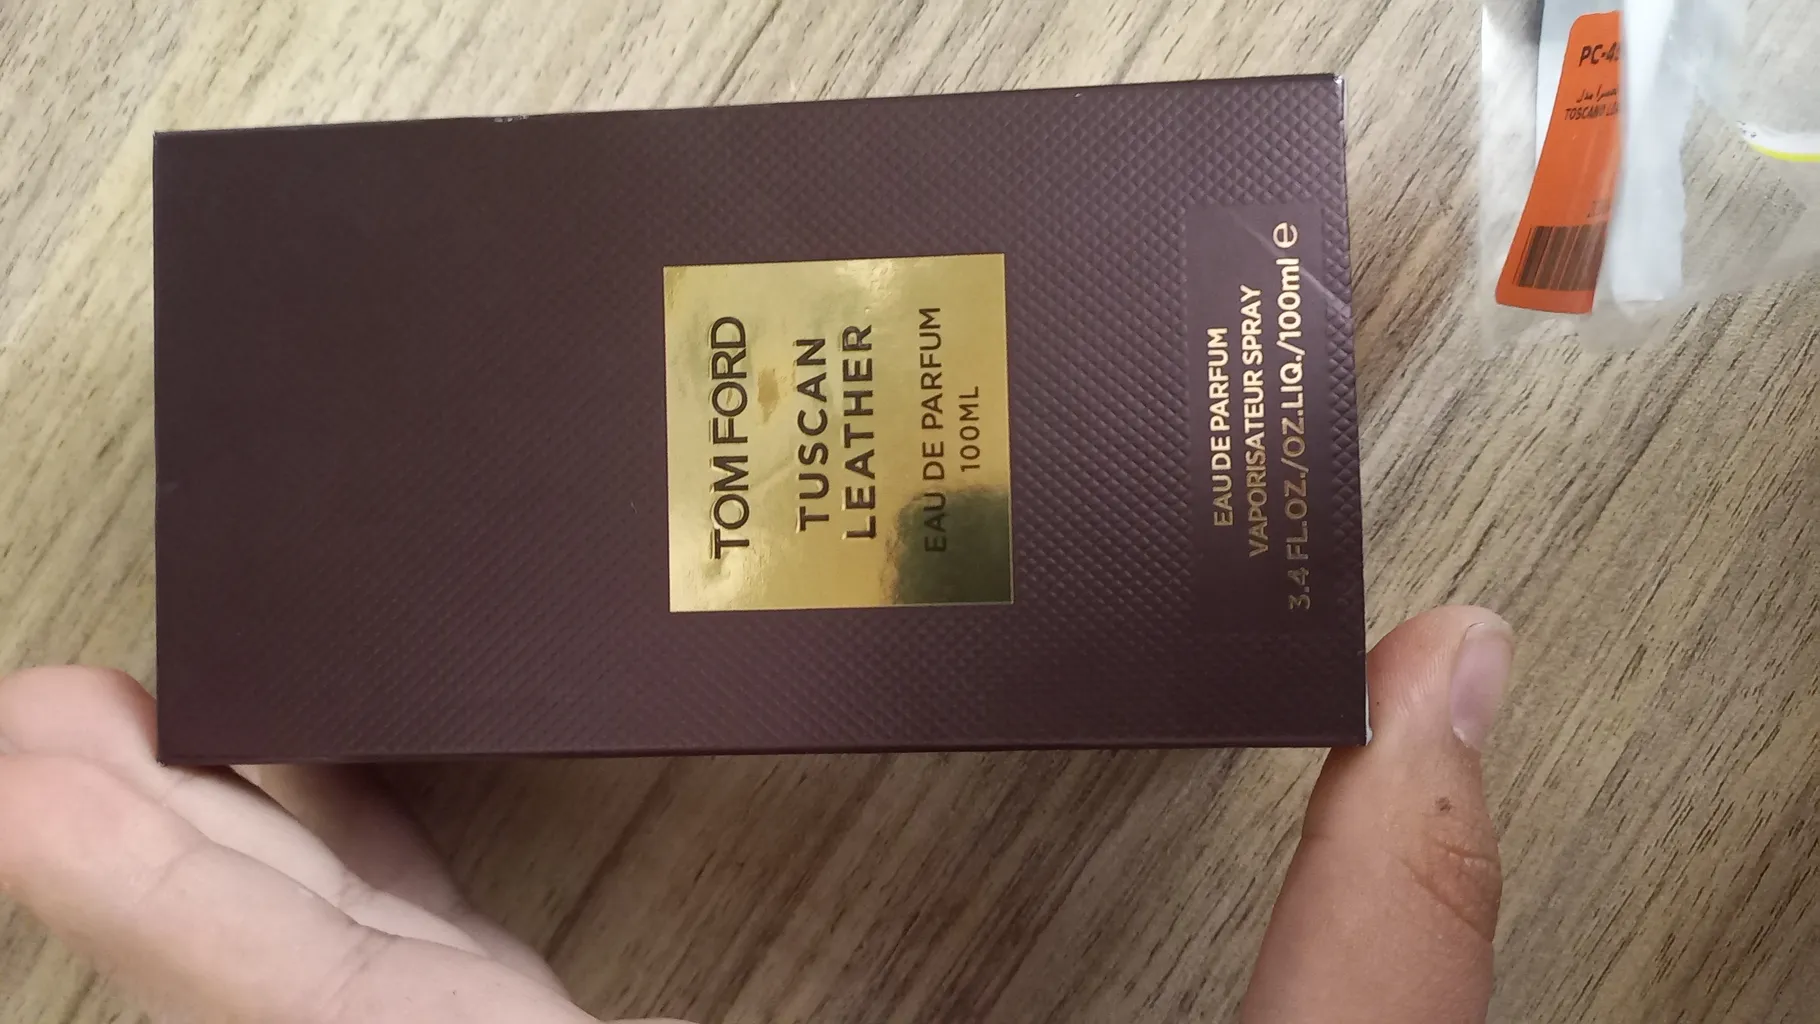 TOM FORD
TUSCAN
LEATHER
EAU DE PARFUM
100ML
EAU DE PARFUM
VAPORISATEUR SPRAY
3.4 FL.OZ./OZ.LIQ./100ml e